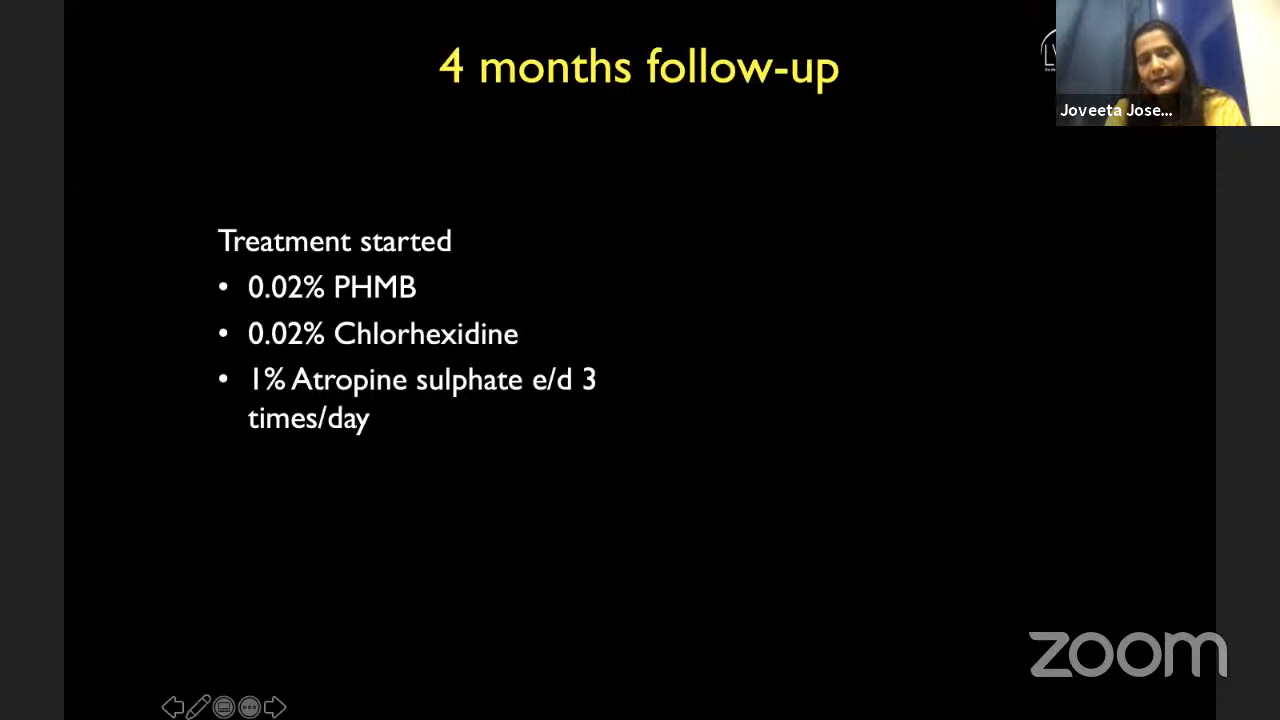 4 months follow-up
Joveeta Jose...
Treatment started
• 0.02% PHMB
• 0.02% Chlorhexidine
• 1% Atropine sulphate e/d 3
times/day
zoom